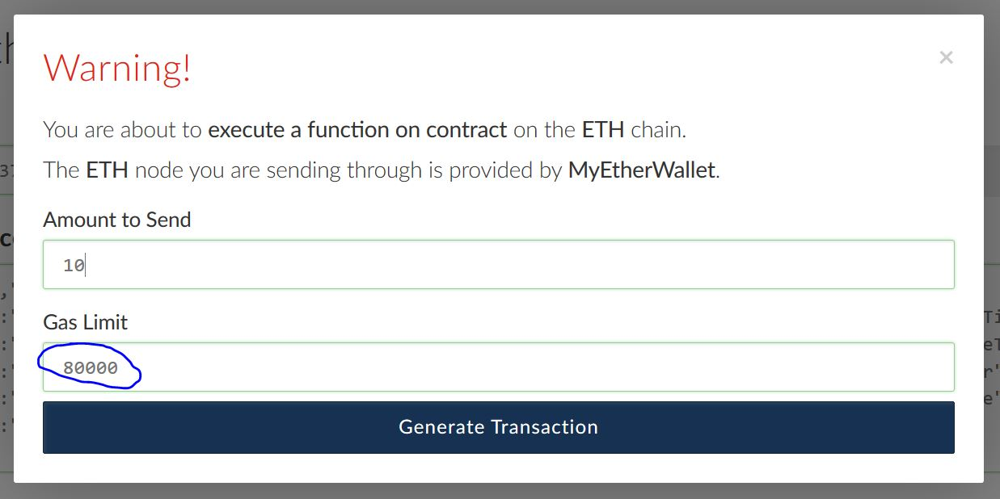 Warning!
×
You are about to execute a function on contract on the ETH chain.
The ETH node you are sending through is provided by MyEtherWallet.
Amount to Send
10
Gas Limit
80000
Generate Transaction